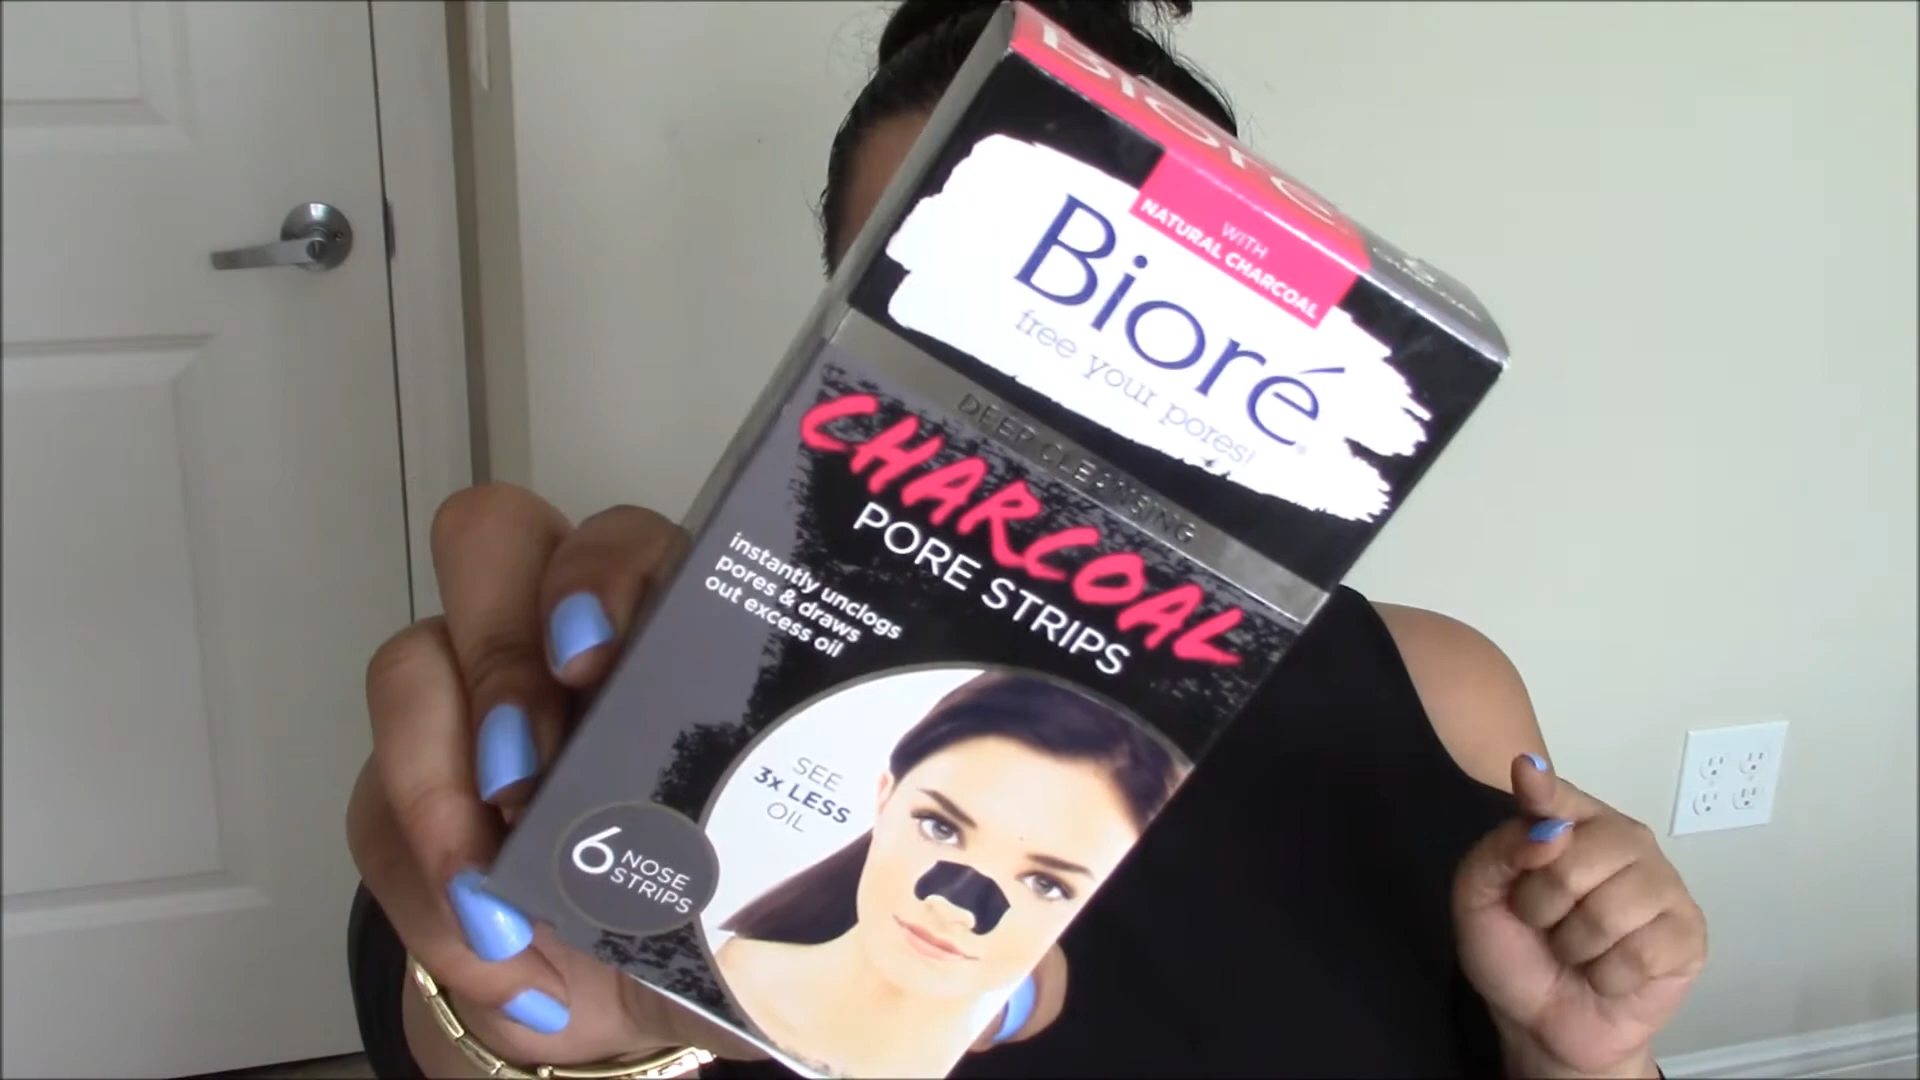 Bioré
WITH
NATURAL CHARCOAL
Bioré
free your pores!
DEEP CLEANSING
CHARCOAL
PORE STRIPS
instantly unclogs
pores & draws
out excess oil
SEE
3x LESS
OIL
6 NOSE
STRIPS